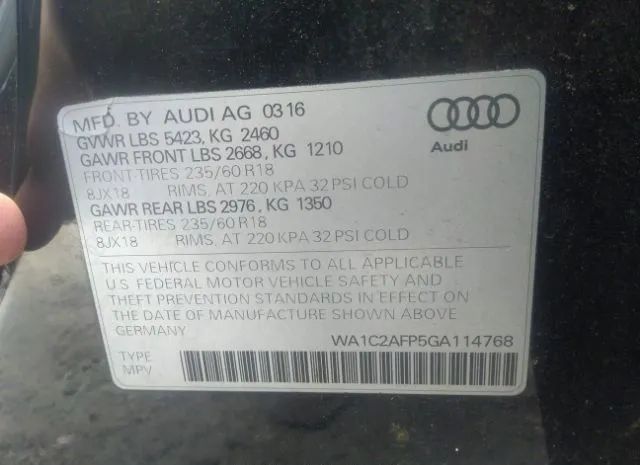 MFD. BY AUDI AG 0316
GVWR LBS 5423, KG 2460
GAWR FRONT LBS 2668, KG 1210
FRONT-TIRES 235/60 R18
8JX18 RIMS, AT 220 KPA 32 PSI COLD
GAWR REAR LBS 2976, KG 1350
REAR-TIRES 235/60 R18
8JX18 RIMS, AT 220 KPA 32 PSI COLD
Audi
THIS VEHICLE CONFORMS TO ALL APPLICABLE
U.S. FEDERAL MOTOR VEHICLE SAFETY AND
THEFT PREVENTION STANDARDS IN EFFECT ON
THE DATE OF MANUFACTURE SHOWN ABOVE
GERMANY
WA1C2AFP5GA114768
TYPE
MPV